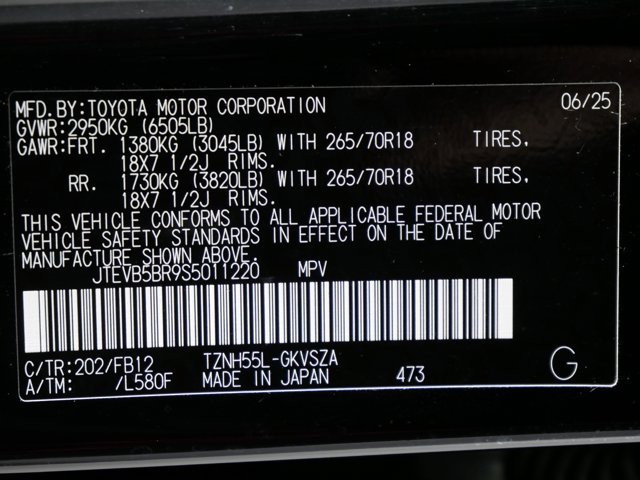 MFD.BY:TOYOTA MOTOR CORPORATION 06/25
GVWR:2950KG (6505LB)
GAWR:FRT. 1380KG (3045LB) WITH 265/70R18 TIRES,
18X7 1/2J RIMS.
RR. 1730KG (3820LB) WITH 265/70R18 TIRES,
18X7 1/2J RIMS.
THIS VEHICLE CONFORMS TO ALL APPLICABLE FEDERAL MOTOR
VEHICLE SAFETY STANDARDS IN EFFECT ON THE DATE OF
MANUFACTURE SHOWN ABOVE.
JTEVB5BR9S5011220 MPV
C/TR:202/FB12 TZNH55L-GKVSZA
A/TM: /L580F MADE IN JAPAN 473 G